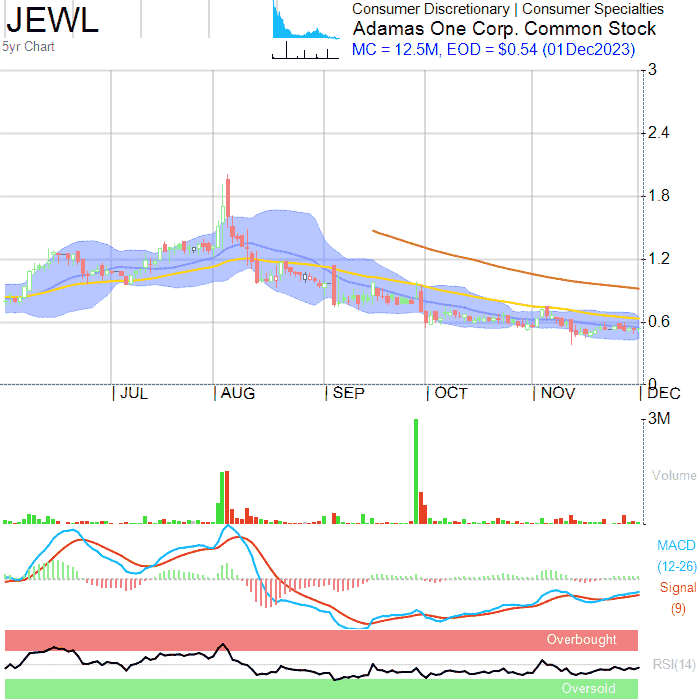 JEWL
5yr Chart
Consumer Discretionary | Consumer Specialties
Adamas One Corp. Common Stock
MC = 12.5M, EOD = $0.54 (01Dec2023)
3
2.4
1.8
1.2
0.6
0
JUL AUG SEP OCT NOV DEC
3M
Volume
MACD
(12-26)
Signal
(9)
Overbought
RSI(14)
Oversold